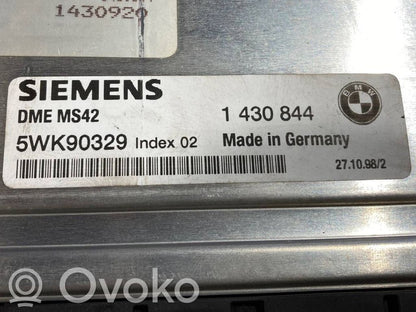 1430920
SIEMENS
DME MS42
1 430 844
BMW
5WK90329 Index 02
Made in Germany
27.10.98/2
OVOKO